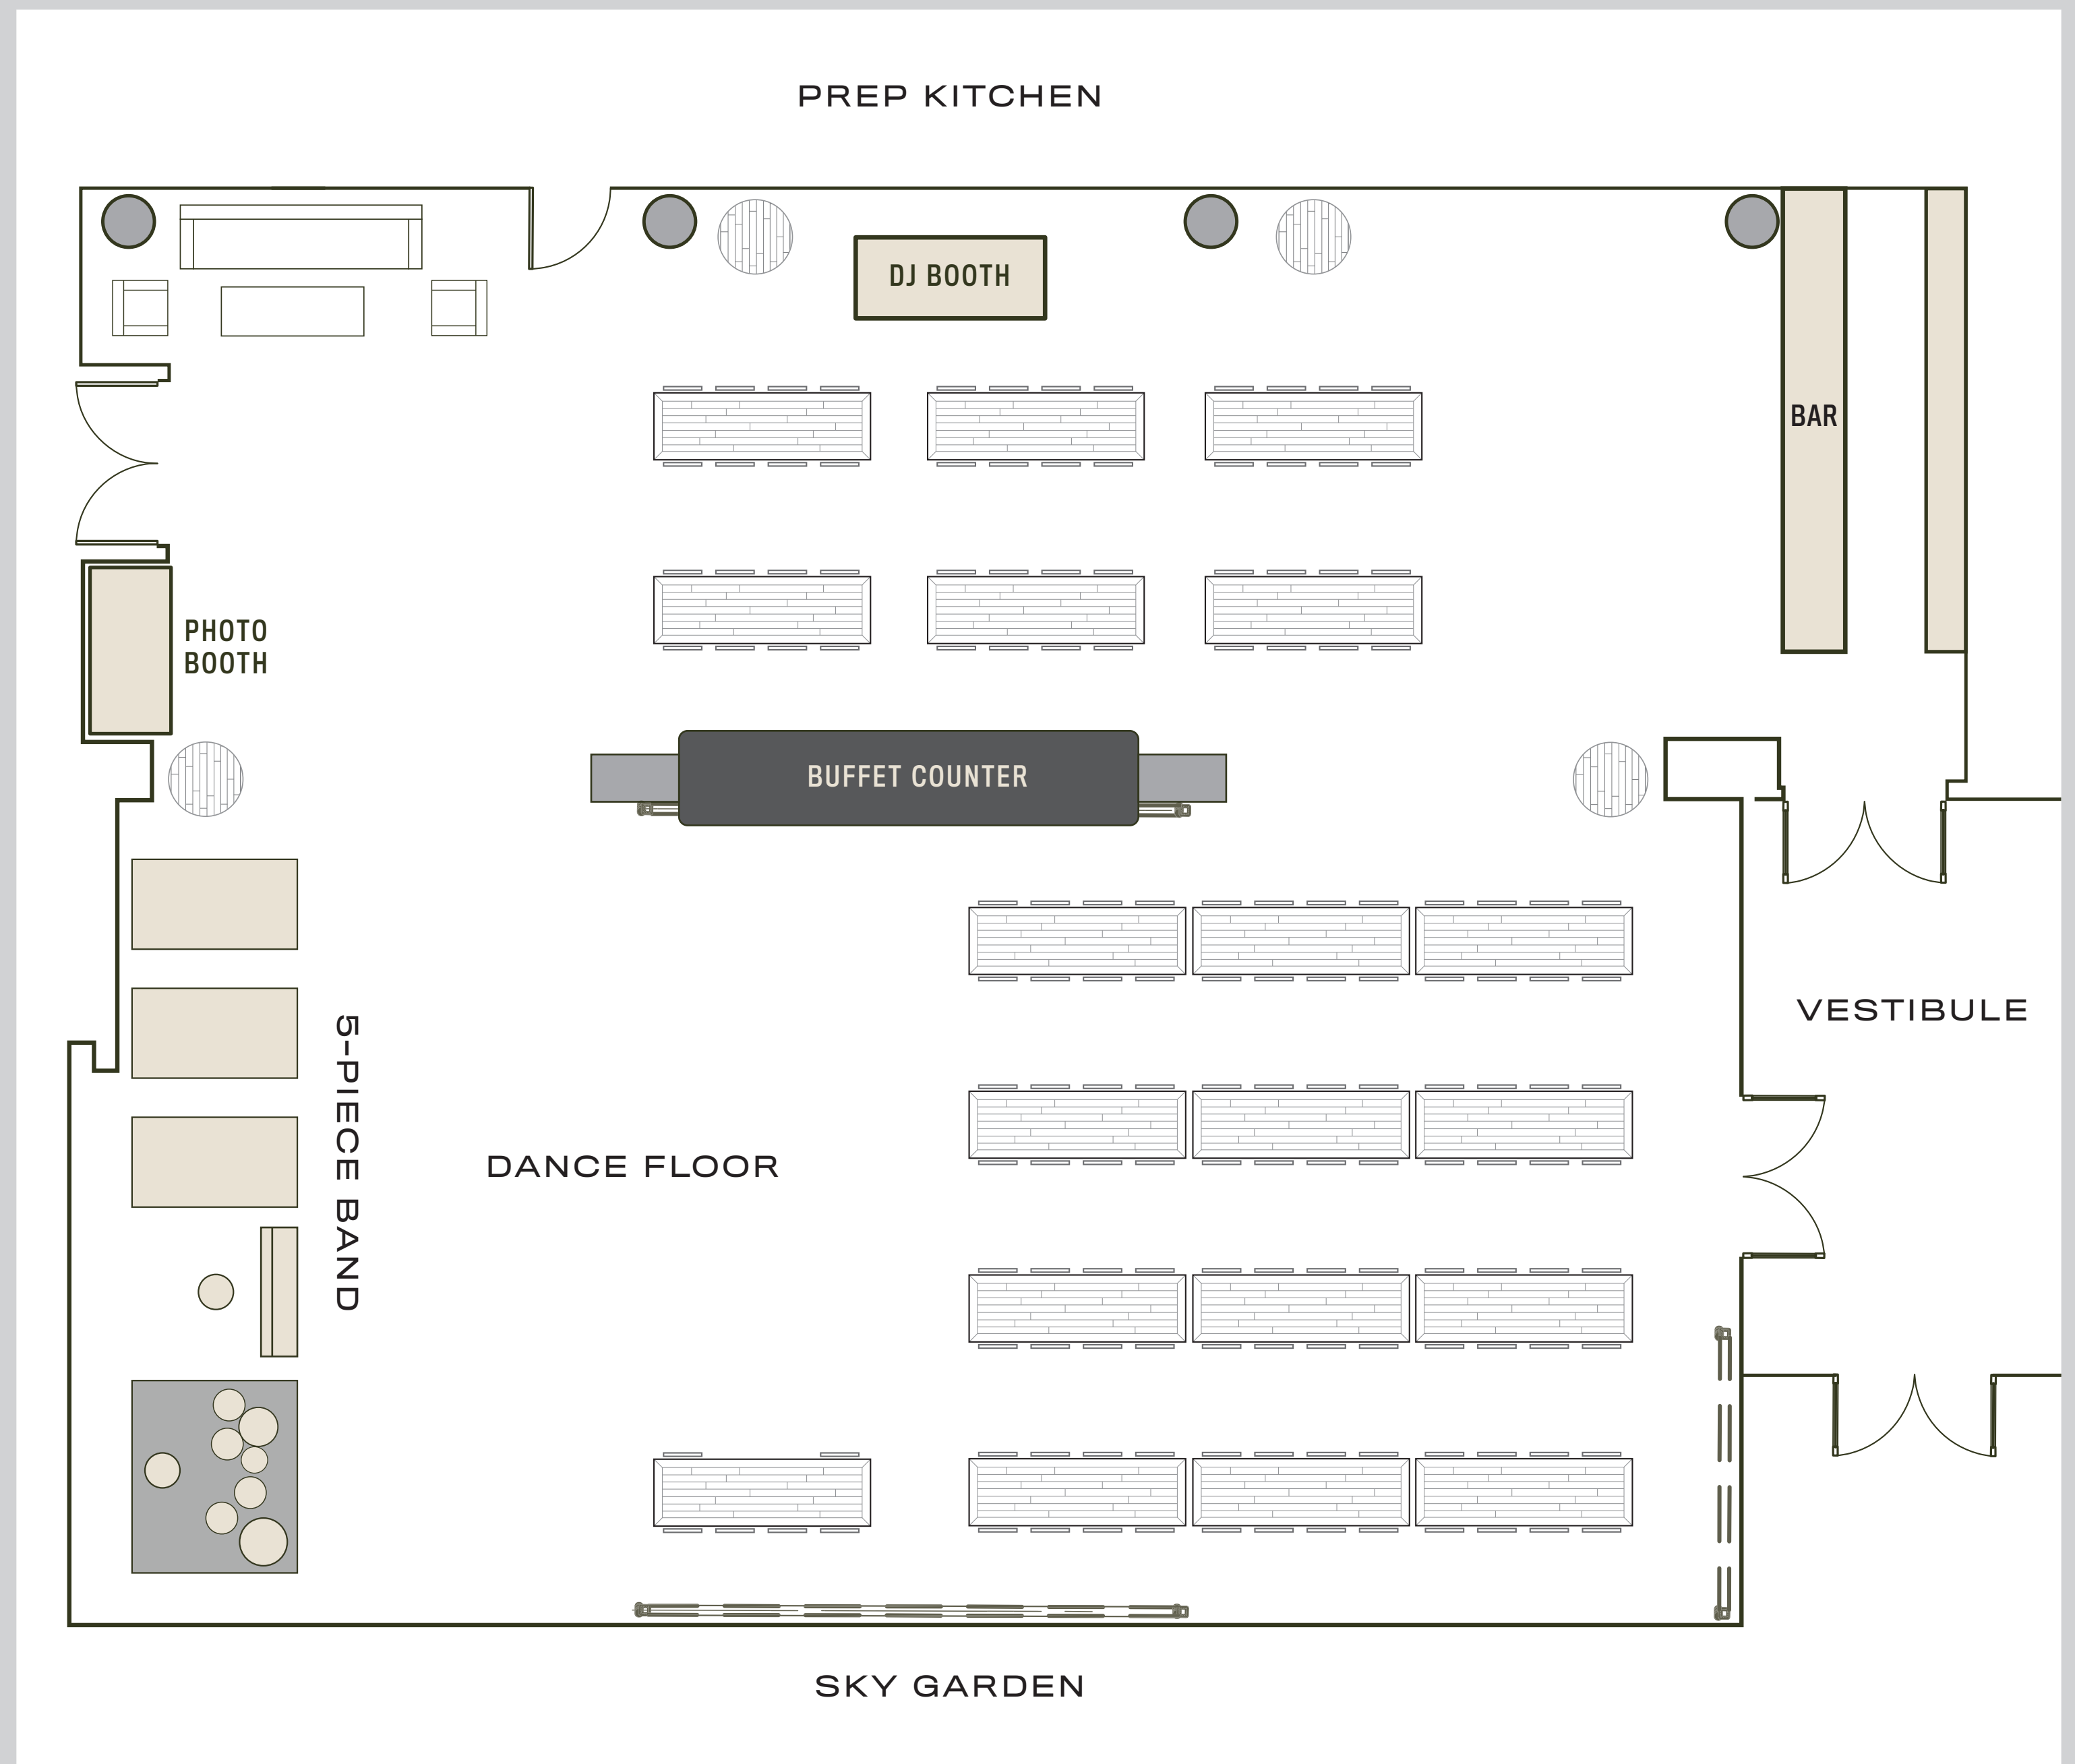 PREP KITCHEN
DJ BOOTH
BAR
PHOTO
BOOTH
BUFFET COUNTER
VESTIBULE
5-PIECE BAND
DANCE FLOOR
SKY GARDEN